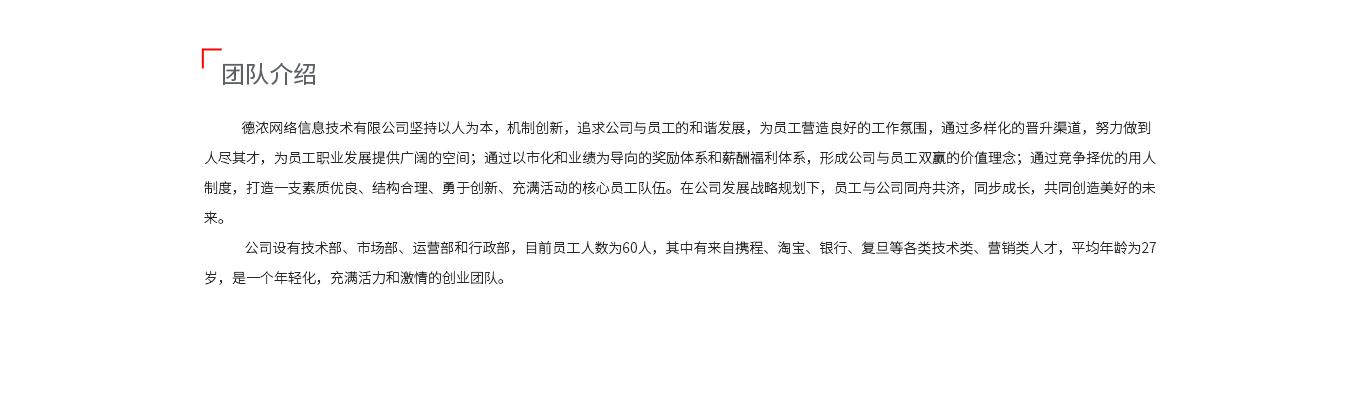 团队介绍
德浓网络信息技术有限公司坚持以人为本，机制创新，追求公司与员工的和谐发展，为员工营造良好的工作氛围，通过多样化的晋升渠道，努力做到
人尽其才，为员工职业发展提供广阔的空间；通过以市化和业绩为导向的奖励体系和薪酬福利体系，形成公司与员工双赢的价值理念；通过竞争择优的用人
制度，打造一支素质优良、结构合理、勇于创新、充满活动的核心员工队伍。在公司发展战略规划下，员工与公司同舟共济，同步成长，共同创造美好的未
来。
公司设有技术部、市场部、运营部和行政部，目前员工人数为60人，其中有来自携程、淘宝、银行、复旦等各类技术类、营销类人才，平均年龄为27
岁，是一个年轻化，充满活力和激情的创业团队。